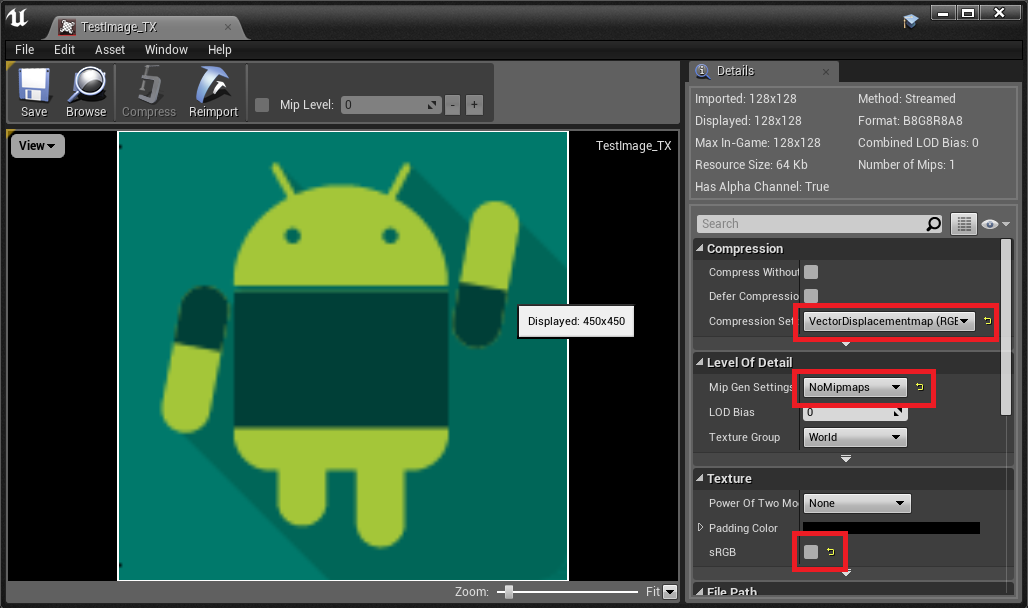 TestImage_TX
File Edit Asset Window Help
Save Browse Compress Reimport
Mip Level: 0 - +
View
TestImage_TX
Displayed: 450x450
Zoom: Fit
Details
Imported: 128x128 Method: Streamed
Displayed: 128x128 Format: B8G8R8A8
Max In-Game: 128x128 Combined LOD Bias: 0
Resource Size: 64 Kb Number of Mips: 1
Has Alpha Channel: True
Search
Compression
Compress Without
Defer Compressio
Compression Set VectorDisplacementmap (RGB
Level Of Detail
Mip Gen Settings NoMipmaps
LOD Bias 0
Texture Group World
Texture
Power Of Two Mo None
Padding Color
sRGB
File Path